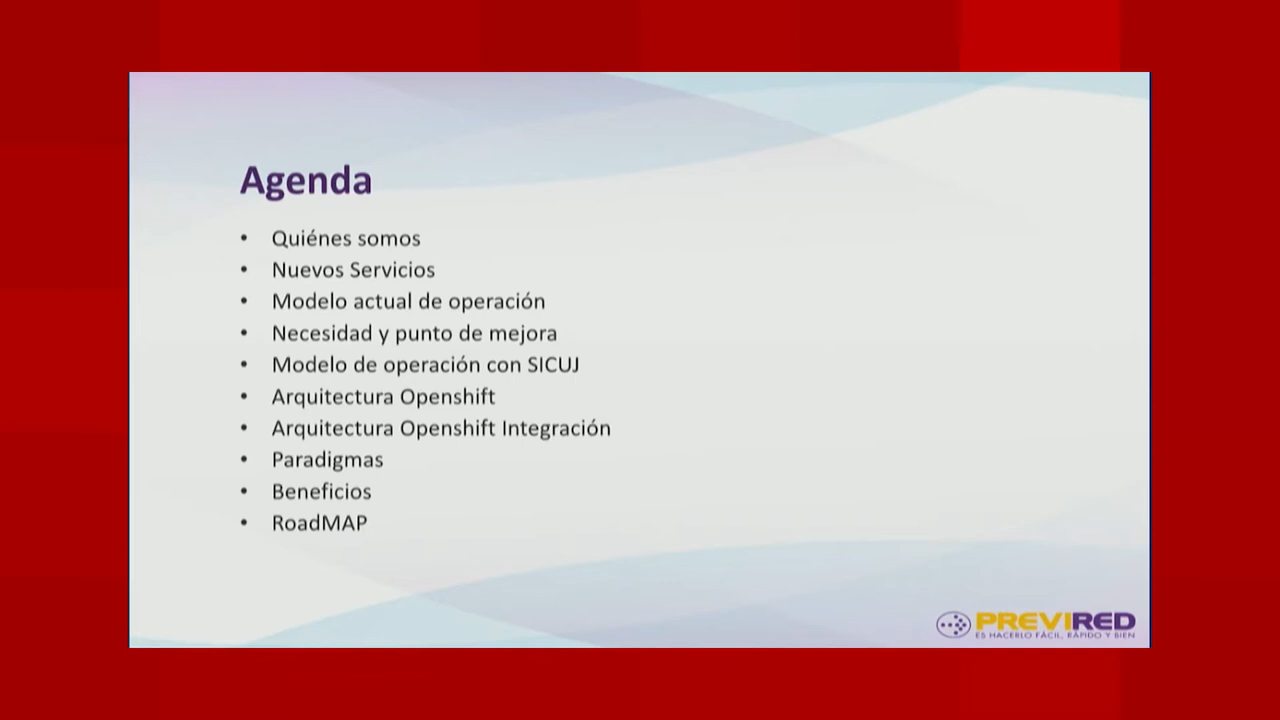 Agenda
• Quiénes somos
• Nuevos Servicios
• Modelo actual de operación
• Necesidad y punto de mejora
• Modelo de operación con SICUJ
• Arquitectura Openshift
• Arquitectura Openshift Integración
• Paradigmas
• Beneficios
• RoadMAP
PREVIRED
ES HACERLO FÁCIL, RÁPIDO Y BIEN